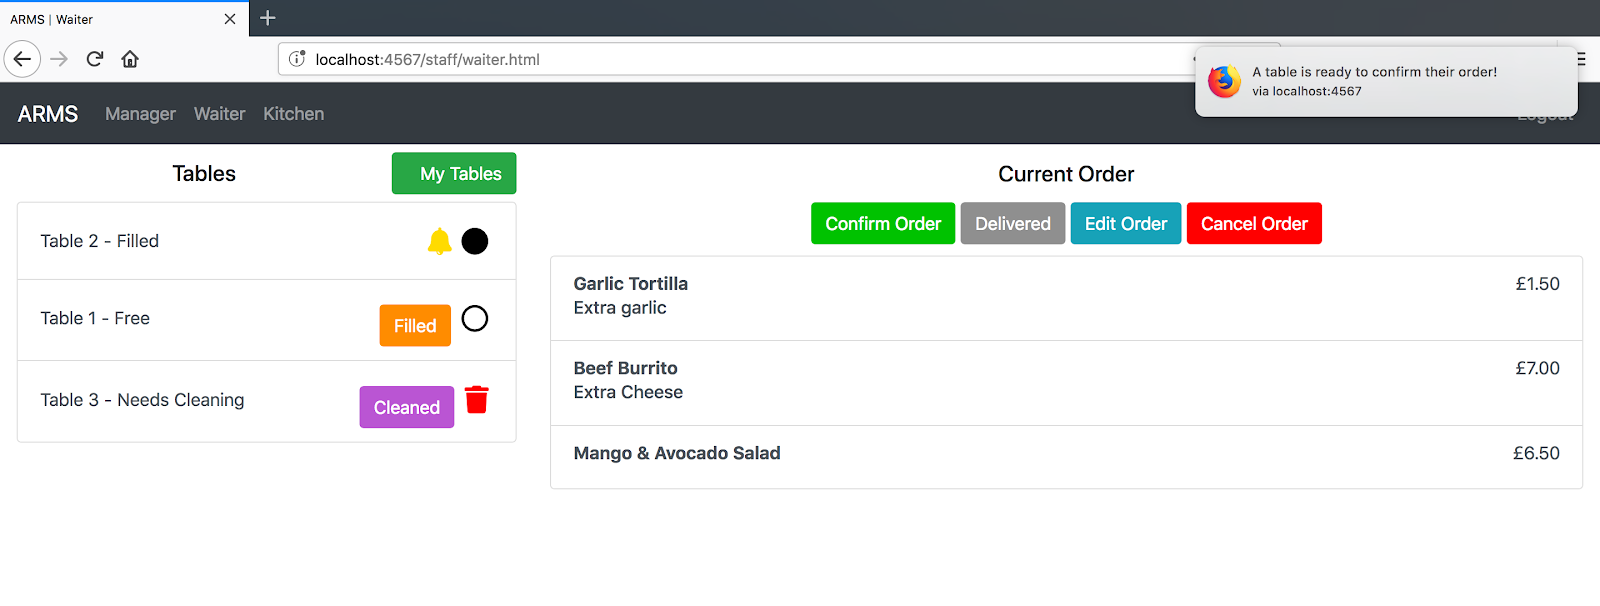 ARMS | Waiter
localhost:4567/staff/waiter.html
A table is ready to confirm their order!
via localhost:4567
ARMS Manager Waiter Kitchen Logout
Tables
My Tables
Table 2 - Filled
Table 1 - Free
Filled
Table 3 - Needs Cleaning
Cleaned
Current Order
Confirm Order Delivered Edit Order Cancel Order
Garlic Tortilla £1.50
Extra garlic
Beef Burrito £7.00
Extra Cheese
Mango & Avocado Salad £6.50